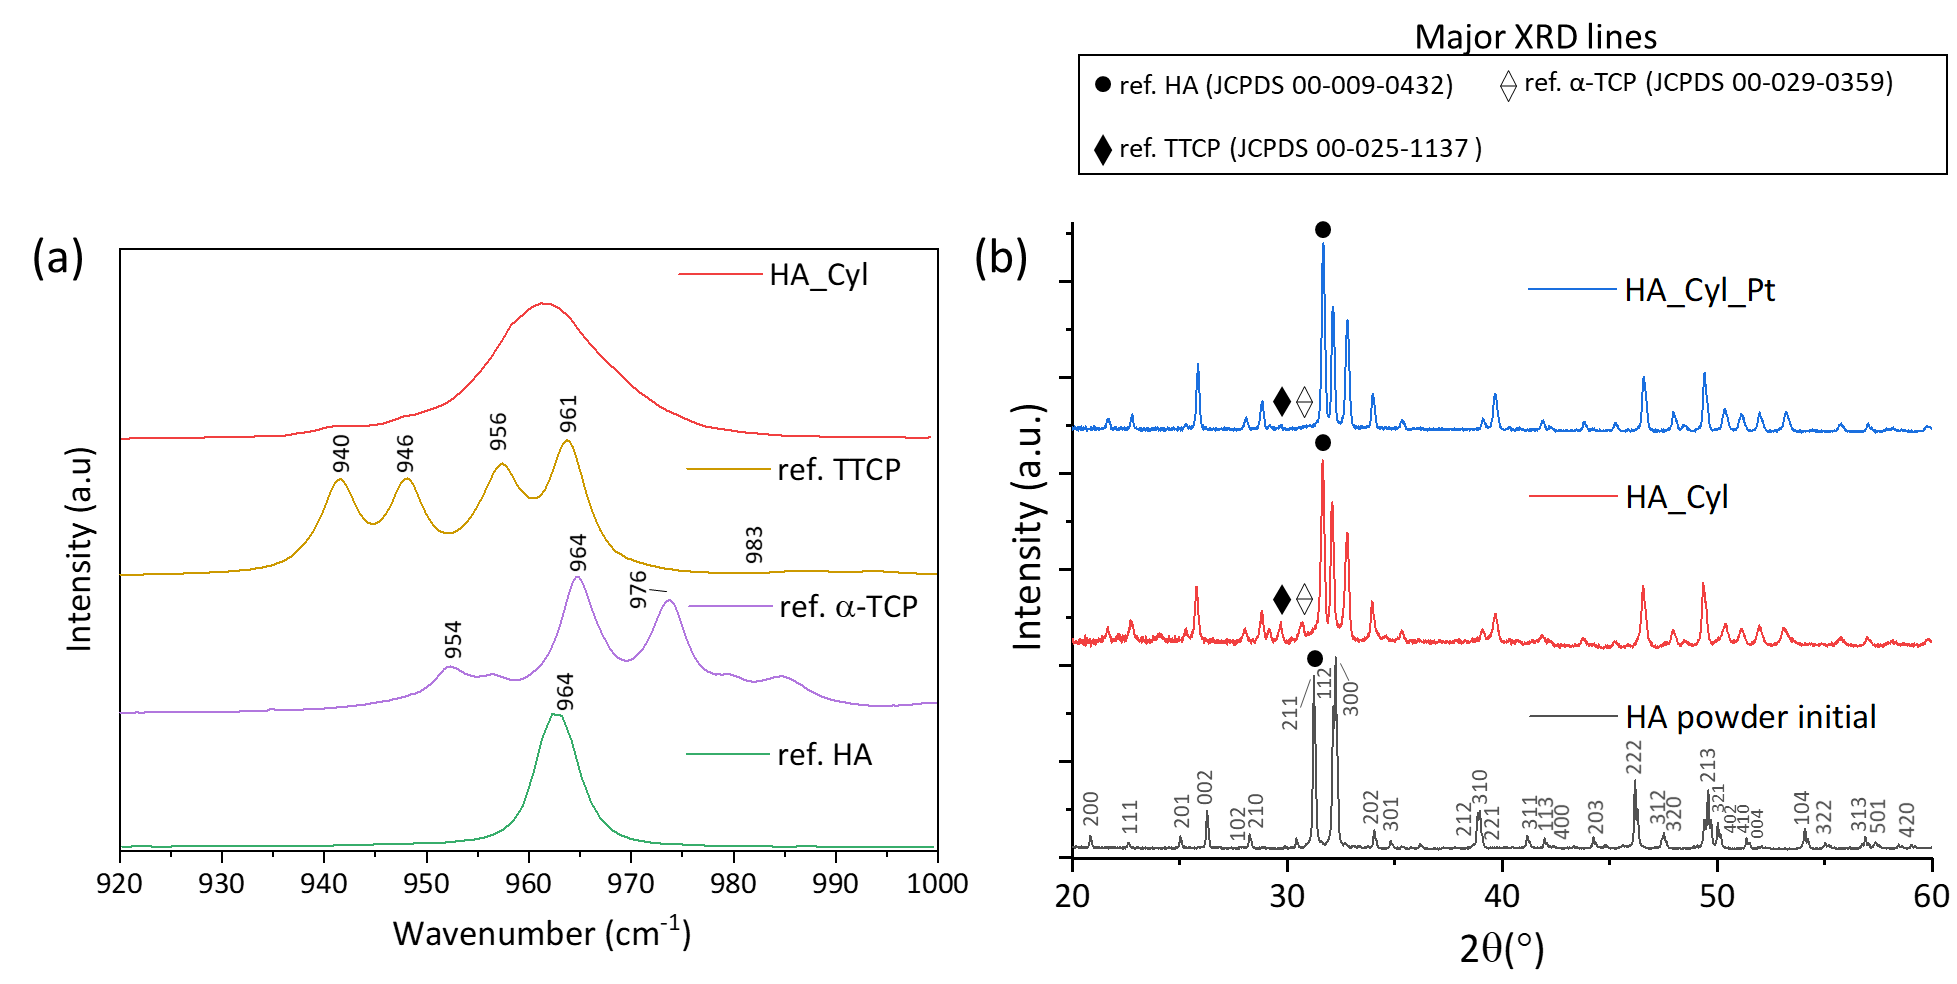 Major XRD lines
● ref. HA (JCPDS 00-009-0432)
ref. α-TCP (JCPDS 00-029-0359)
♦ ref. TTCP (JCPDS 00-025-1137 )
(a)
HA_Cyl
ref. TTCP
ref. α-TCP
ref. HA
940
946
956
961
983
954
964
976
964
Intensity (a.u)
920 930 940 950 960 970 980 990 1000
Wavenumber (cm-1)
(b)
HA_Cyl_Pt
HA_Cyl
HA powder initial
200
111
201
002
102
210
211
112
300
202
301
212
310
221
311
113
400
203
222
312
320
213
321
402
410
004
104
322
313
501
420
Intensity (a.u.)
20 30 40 50 60
2θ(°)